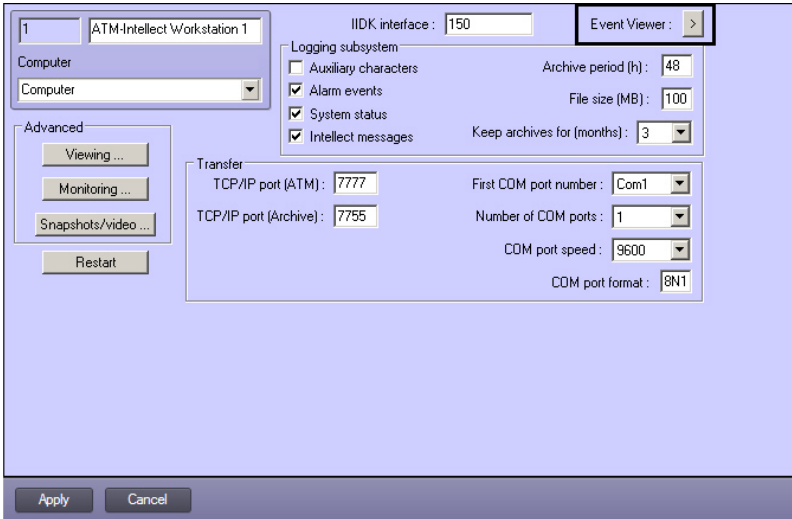 1 ATM-Intellect Workstation 1
IIDK interface : 150
Event Viewer : >
Computer
Computer
Logging subsystem
Auxiliary characters
Alarm events
System status
Intellect messages
Archive period (h) : 48
File size (MB) : 100
Keep archives for (months) : 3
Advanced
Viewing ...
Monitoring ...
Snapshots/video ...
Restart
Transfer
TCP/IP port (ATM) : 7777
TCP/IP port (Archive) : 7755
First COM port number : Com1
Number of COM ports : 1
COM port speed : 9600
COM port format : 8N1
Apply Cancel